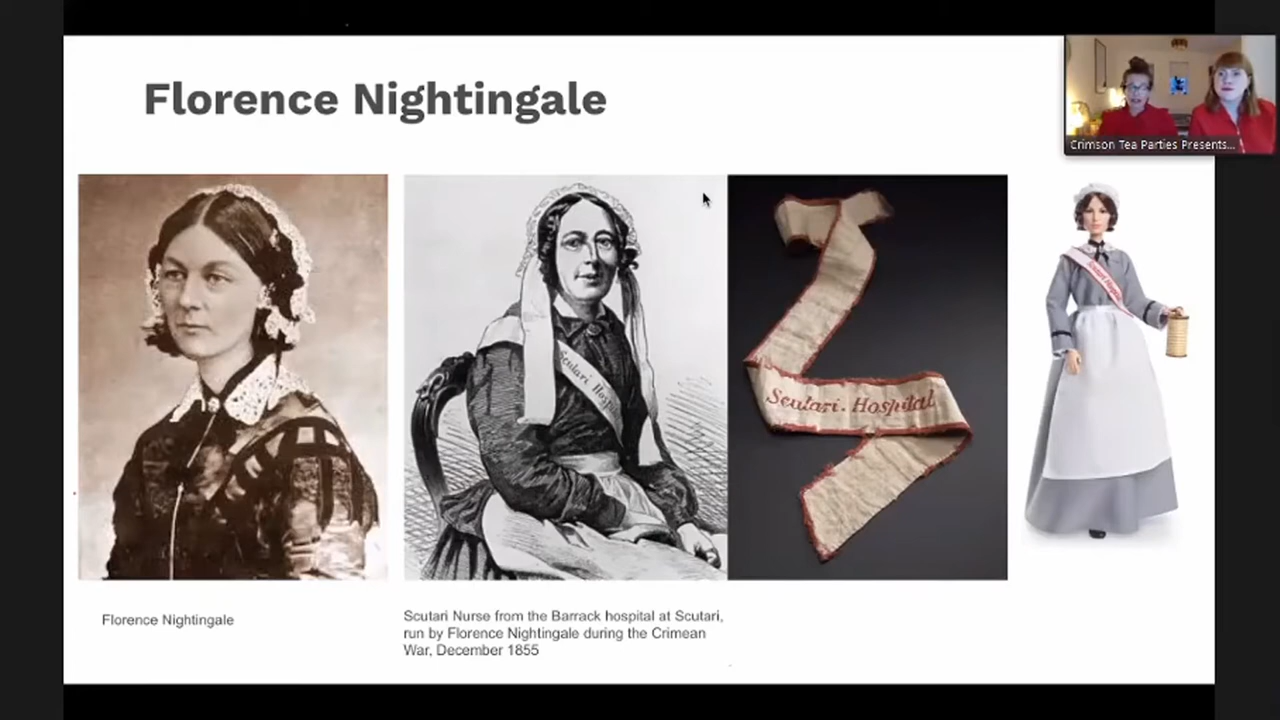 Florence Nightingale
Crimson Tea Parties Presents...
Scutari Hosp
Scutari. Hospital
Scutari Hospital
Florence Nightingale
Scutari Nurse from the Barrack hospital at Scutari,
run by Florence Nightingale during the Crimean
War, December 1855